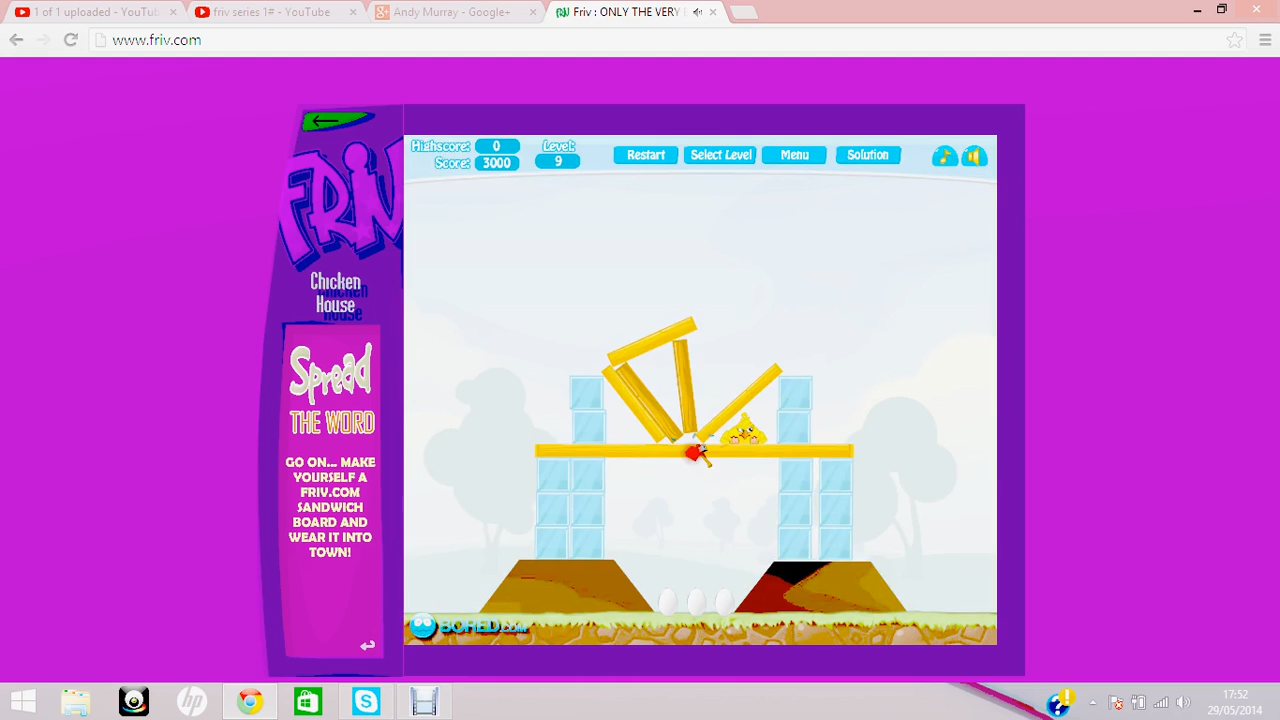 1 of 1 uploaded - YouTub
friv series 1# - YouTube
Andy Murray - Google+
Friv : ONLY THE VERY
www.friv.com
FRIV
Chicken
House
Spread
THE WORD
GO ON... MAKE
YOURSELF A
FRIV.COM
SANDWICH
BOARD AND
WEAR IT INTO
TOWN!
Highscore: 0
Score: 3000
Level:
9
Restart
Select Level
Menu
Solution
BORED.COM
hp
17:52
29/05/2014